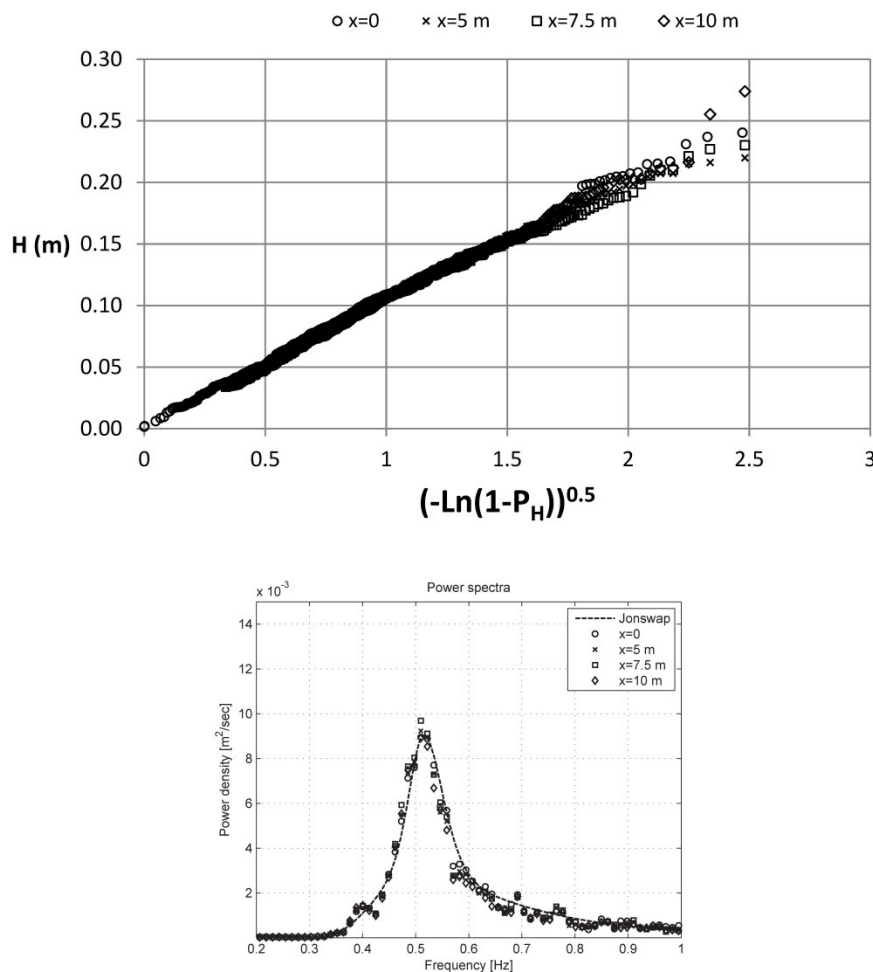 x=0 x=5 m x=7.5 m x=10 m
0.30
0.25
0.20
0.15
0.10
0.05
0.00
H (m)
0 0.5 1 1.5 2 2.5 3
(-Ln(1-P_H))^0.5
x 10^-3
Power spectra
14
12
10
8
6
4
2
Power density [m²/sec]
Jonswap
x=0
x=5 m
x=7.5 m
x=10 m
0.2 0.3 0.4 0.5 0.6 0.7 0.8 0.9 1
Frequency [Hz]